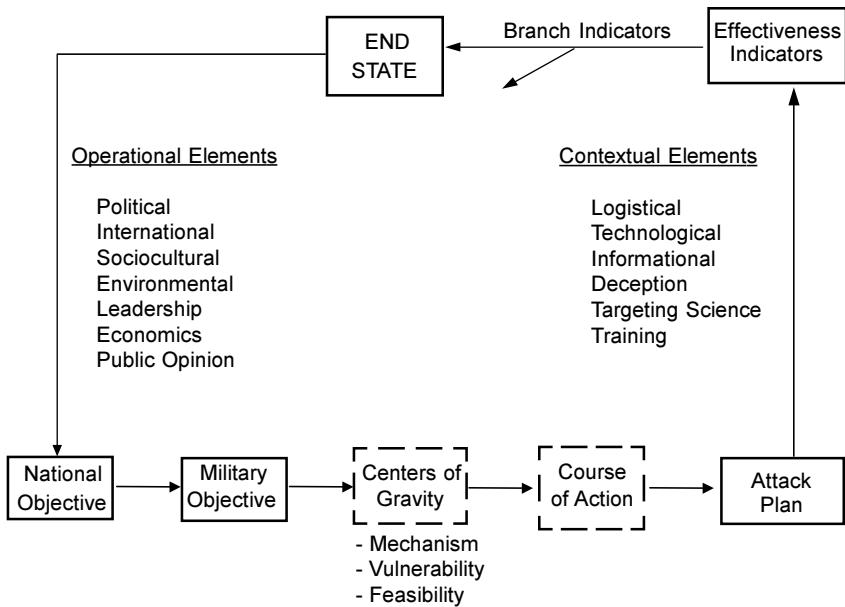 END
STATE
Branch Indicators
Effectiveness
Indicators
Operational Elements
Political
International
Sociocultural
Environmental
Leadership
Economics
Public Opinion
Contextual Elements
Logistical
Technological
Informational
Deception
Targeting Science
Training
National
Objective
Military
Objective
Centers of
Gravity
- Mechanism
- Vulnerability
- Feasibility
Course
of Action
Attack
Plan